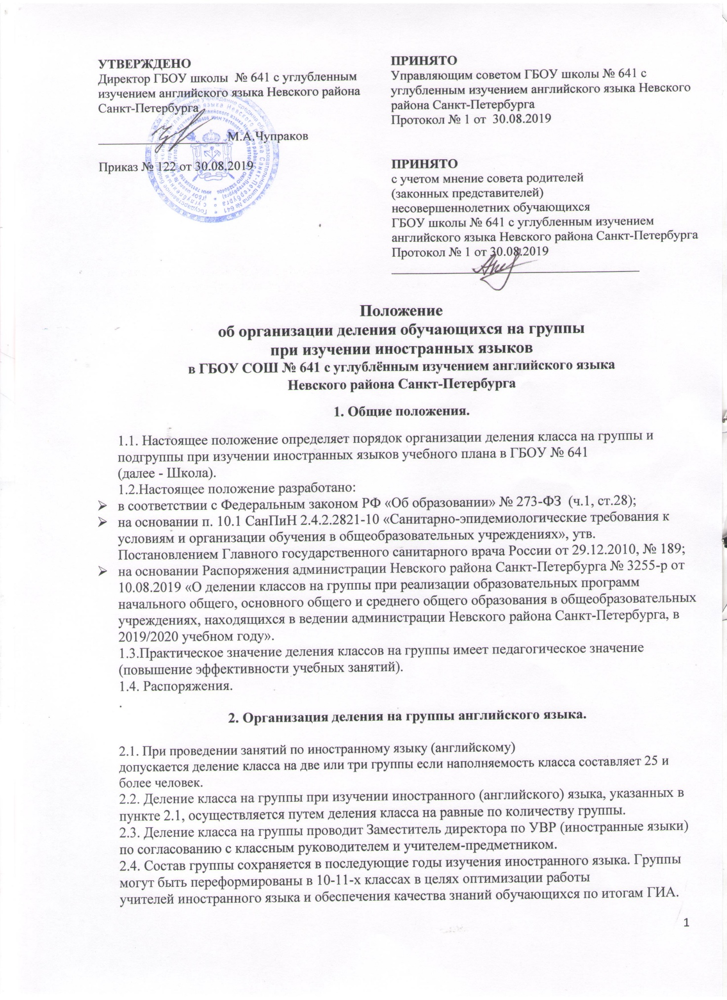 УТВЕРЖДЕНО
Директор ГБОУ школы № 641 с углубленным
изучением английского языка Невского района
Санкт-Петербурга
М.А.Чупраков
Приказ № 122 от 30.08.2019
ПРИНЯТО
Управляющим советом ГБОУ школы № 641 с
углубленным изучением английского языка Невского
района Санкт-Петербурга
Протокол № 1 от 30.08.2019
ПРИНЯТО
с учетом мнение совета родителей
(законных представителей)
несовершеннолетних обучающихся
ГБОУ школы № 641 с углубленным изучением
английского языка Невского района Санкт-Петербурга
Протокол № 1 от 30.08.2019
Положение
об организации деления обучающихся на группы
при изучении иностранных языков
в ГБОУ СОШ № 641 с углублённым изучением английского языка
Невского района Санкт-Петербурга
1. Общие положения.
1.1. Настоящее положение определяет порядок организации деления класса на группы и
подгруппы при изучении иностранных языков учебного плана в ГБОУ № 641
(далее - Школа).
1.2.Настоящее положение разработано:
➢ в соответствии с Федеральным законом РФ «Об образовании» № 273-ФЗ (ч.1, ст.28);
➢ на основании п. 10.1 СанПиН 2.4.2.2821-10 «Санитарно-эпидемиологические требования к
условиям и организации обучения в общеобразовательных учреждениях», утв.
Постановлением Главного государственного санитарного врача России от 29.12.2010, № 189;
➢ на основании Распоряжения администрации Невского района Санкт-Петербурга № 3255-р от
10.08.2019 «О делении классов на группы при реализации образовательных программ
начального общего, основного общего и среднего общего образования в общеобразовательных
учреждениях, находящихся в ведении администрации Невского района Санкт-Петербурга, в
2019/2020 учебном году».
1.3.Практическое значение деления классов на группы имеет педагогическое значение
(повышение эффективности учебных занятий).
1.4. Распоряжения.
.
2. Организация деления на группы английского языка.
2.1. При проведении занятий по иностранному языку (английскому)
допускается деление класса на две или три группы если наполняемость класса составляет 25 и
более человек.
2.2. Деление класса на группы при изучении иностранного (английского) языка, указанных в
пункте 2.1, осуществляется путем деления класса на равные по количеству группы.
2.3. Деление класса на группы проводит Заместитель директора по УВР (иностранные языки)
по согласованию с классным руководителем и учителем-предметником.
2.4. Состав группы сохраняется в последующие годы изучения иностранного языка. Группы
могут быть переформированы в 10-11-х классах в целях оптимизации работы
учителей иностранного языка и обеспечения качества знаний обучающихся по итогам ГИА.
1